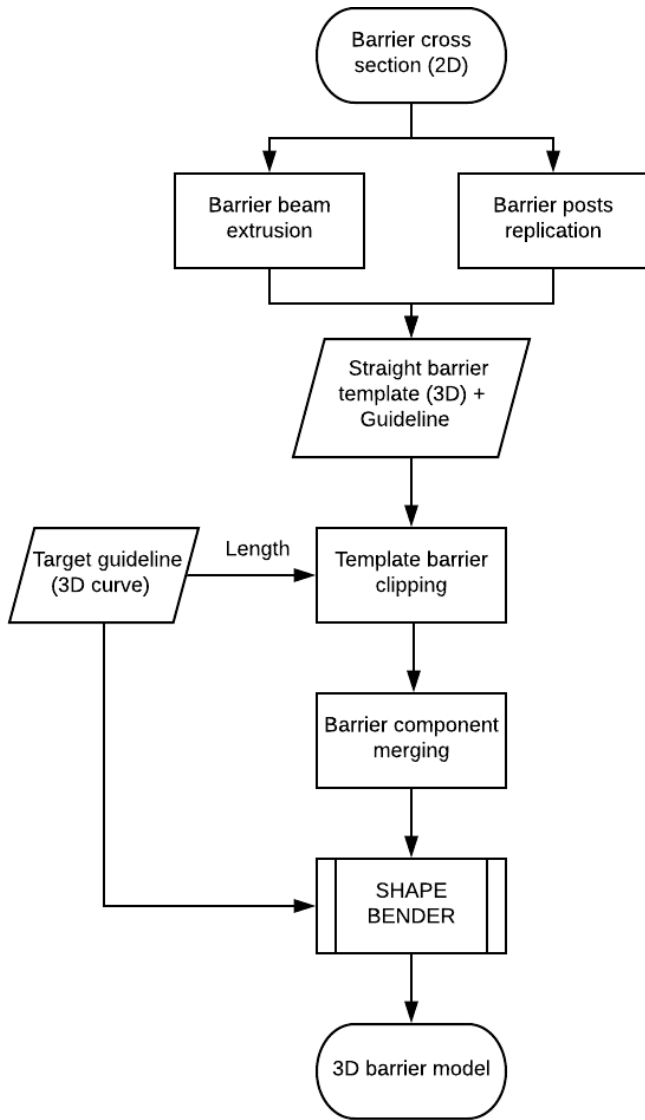 Barrier cross
section (2D)
Barrier beam
extrusion
Barrier posts
replication
Straight barrier
template (3D) +
Guideline
Target guideline
(3D curve)
Length
Template barrier
clipping
Barrier component
merging
SHAPE
BENDER
3D barrier model